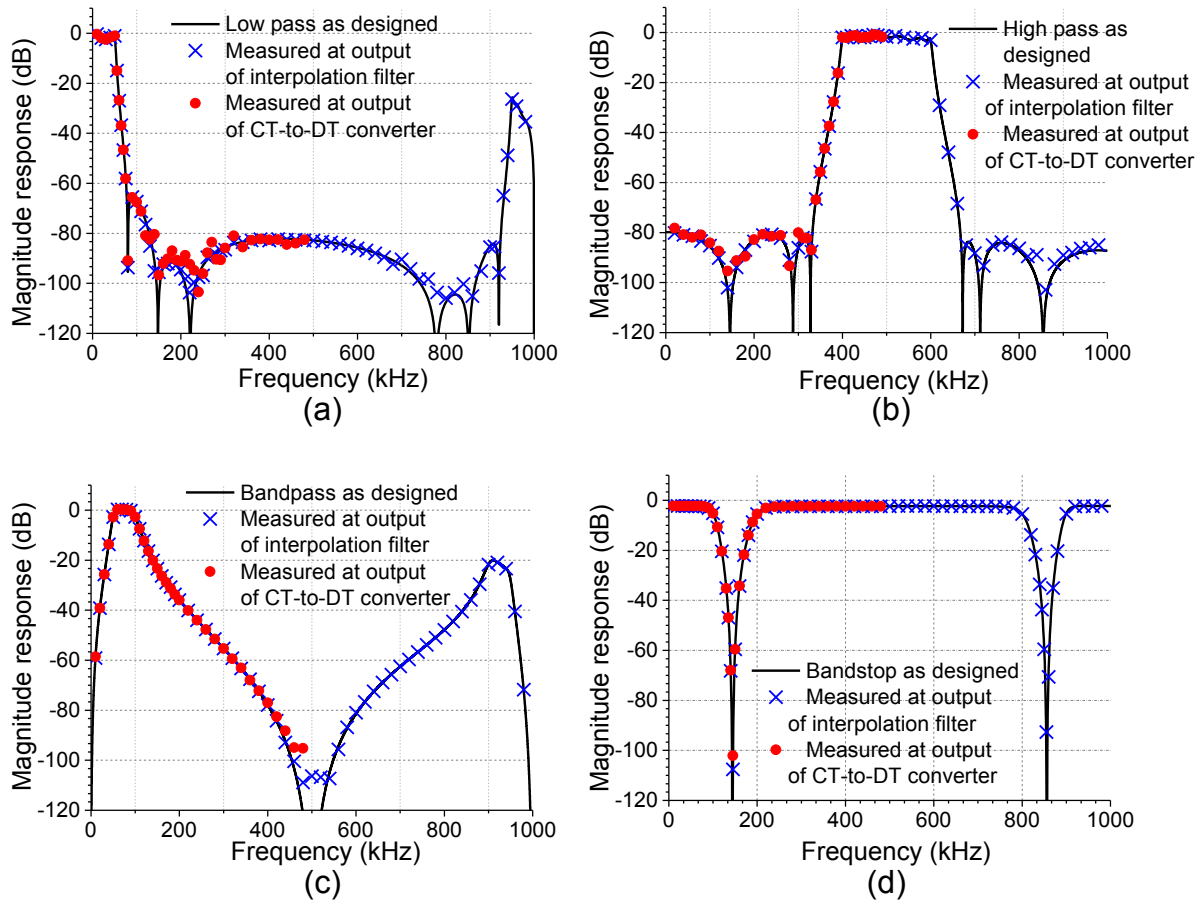 Low pass as designed
Measured at output
of interpolation filter
Measured at output
of CT-to-DT converter
Magnitude response (dB)
0
-20
-40
-60
-80
-100
-120
0 200 400 600 800 1000
Frequency (kHz)
(a)
High pass as
designed
Measured at output
of interpolation filter
Measured at output
of CT-to-DT converter
Magnitude response (dB)
0
-20
-40
-60
-80
-100
-120
0 200 400 600 800 1000
Frequency (kHz)
(b)
Bandpass as designed
Measured at output
of interpolation filter
Measured at output
of CT-to-DT converter
Magnitude response (dB)
0
-20
-40
-60
-80
-100
-120
0 200 400 600 800 1000
Frequency (kHz)
(c)
Magnitude response (dB)
0
-20
-40
-60
-80
-100
-120
Bandstop as designed
Measured at output
of interpolation filter
Measured at output
of CT-to-DT converter
0 200 400 600 800 1000
Frequency (kHz)
(d)